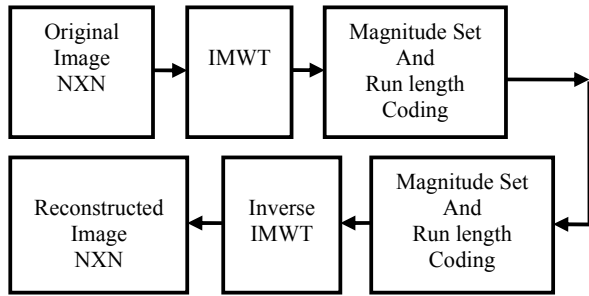 Original
Image
NXN
IMWT
Magnitude Set
And
Run length
Coding
Reconstructed
Image
NXN
Inverse
IMWT
Magnitude Set
And
Run length
Coding